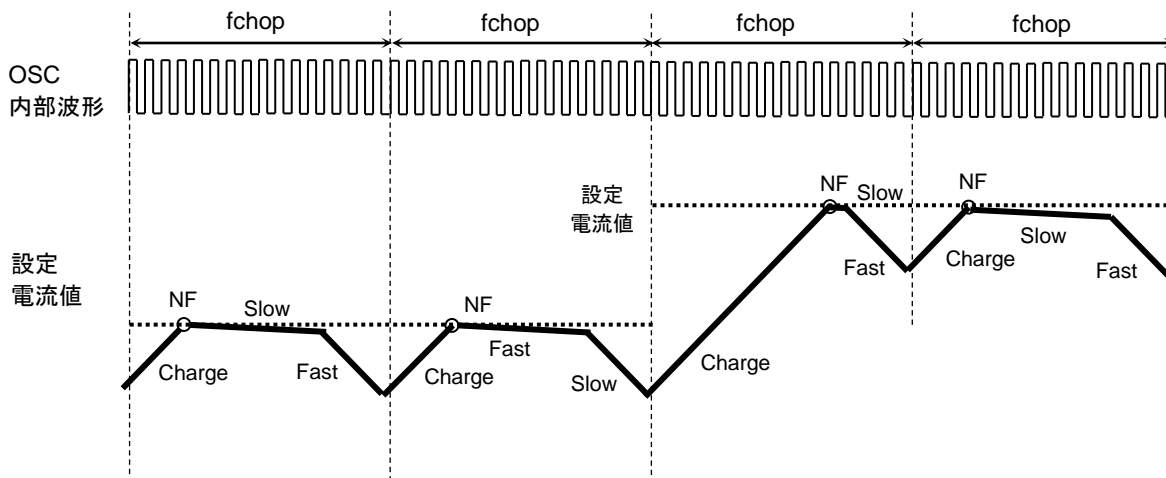 fchop
fchop
fchop
fchop
OSC
内部波形
設定
電流値
NF
Slow
NF
Slow
Fast
Charge
Fast
設定
電流値
NF
Slow
Charge
Fast
NF
Fast
Charge
Slow
Charge